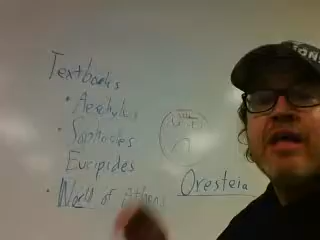 Textbooks
• Aeschylus
• Sophocles
Euripides
• World of Athens
Oresteia